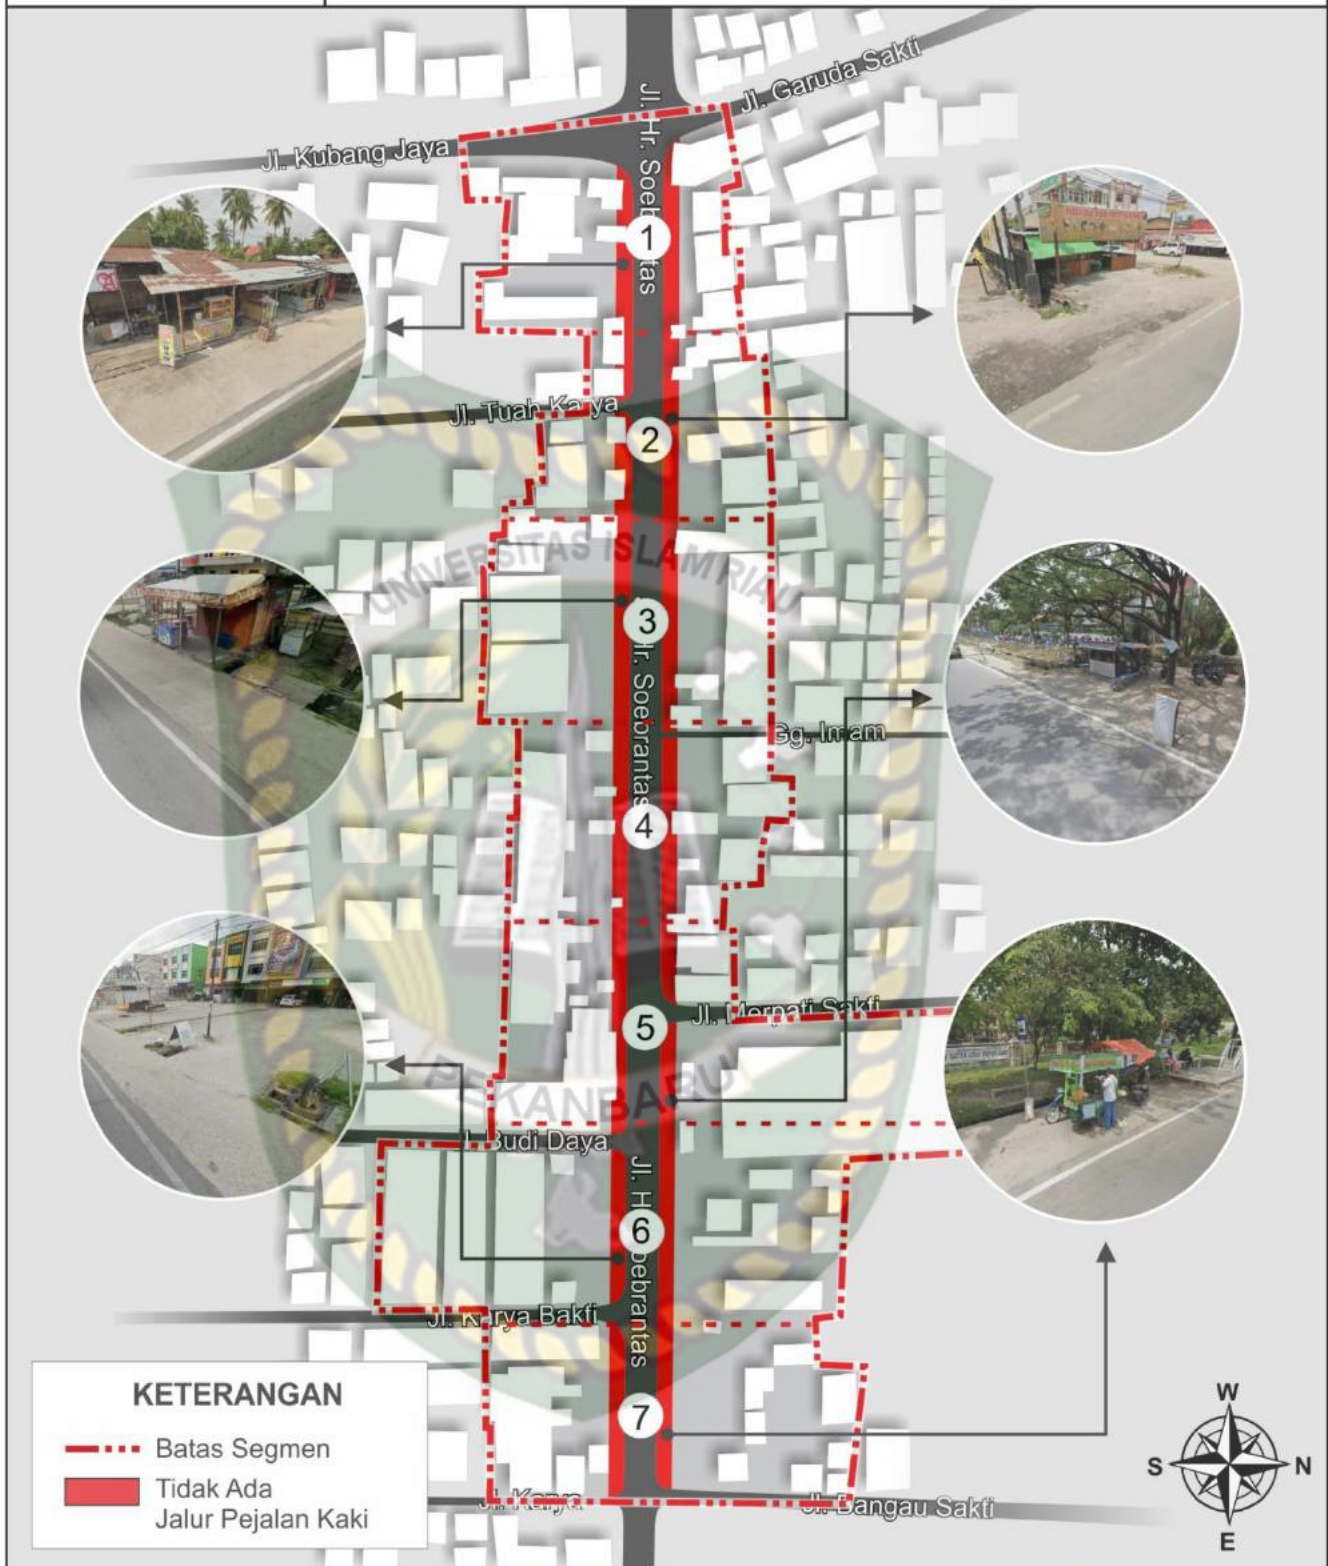 Jl. Garuda Sakti
Jl. Kubang Jaya
Jl. Hr. Soebrantas
1
Jl. Tuah Karya
2
UNIVERSITAS ISLAM RIAU
3
Hr. Soebrantas
Gg. Imam
4
Jl. Merpati Sakti
5
PEKANBARU
Jl. Budi Daya
Jl. Hr. Soebrantas
6
Jl. Karya Bakti
7
KETERANGAN
Batas Segmen
Tidak Ada
Jalur Pejalan Kaki
Jl. Karya
Jl. Bangau Sakti
W
S
N
E